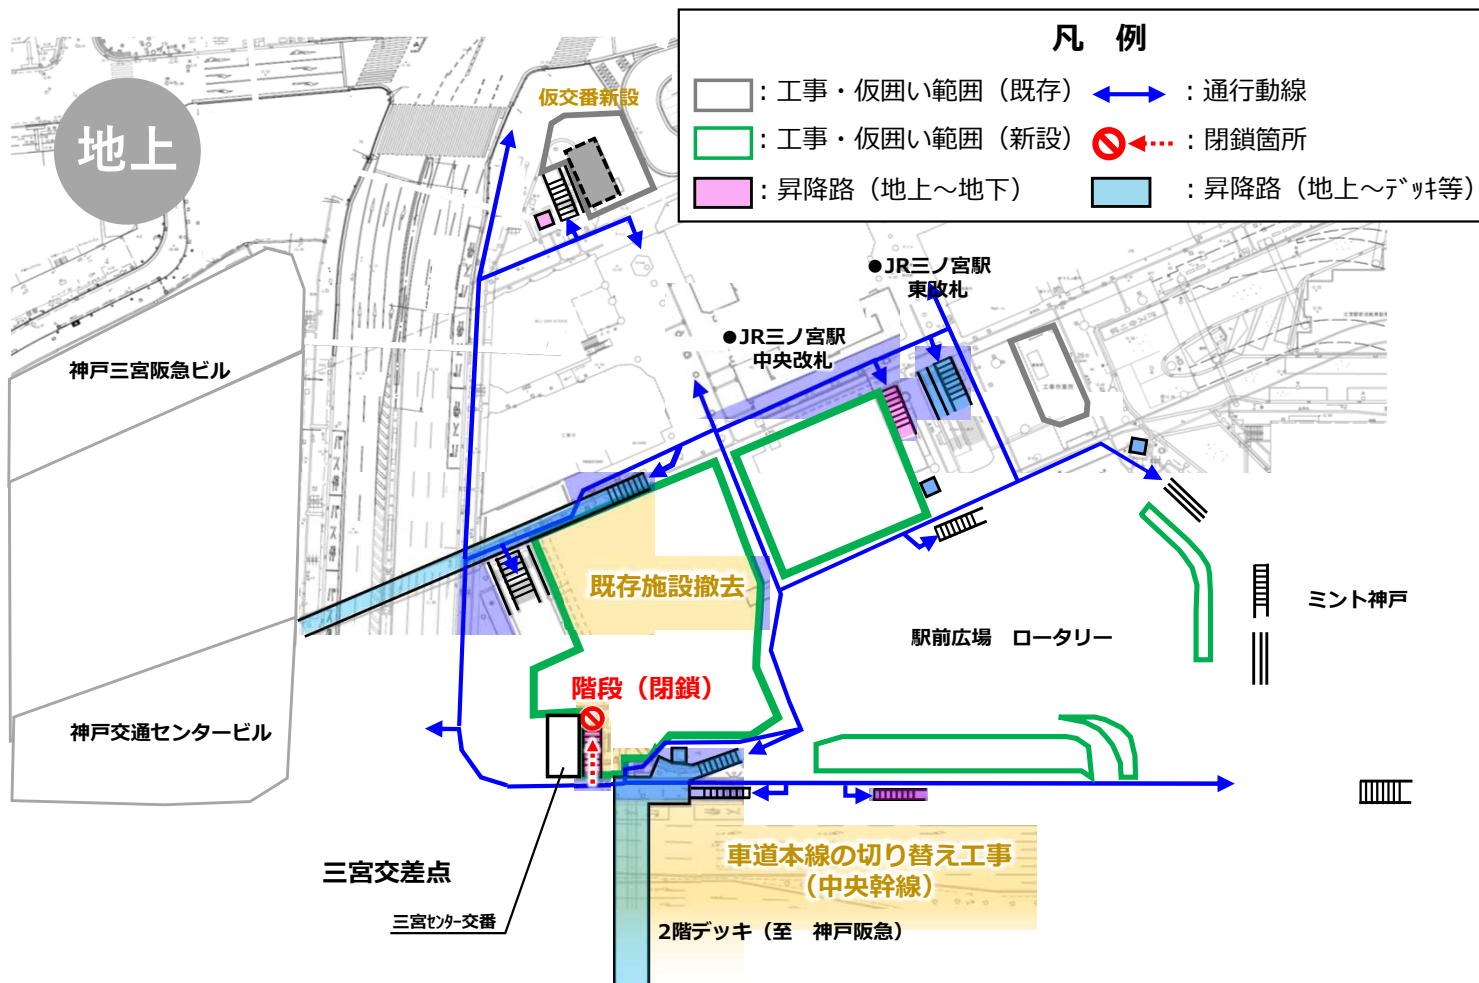 凡　例
：工事・仮囲い範囲（既存）
：通行動線
：工事・仮囲い範囲（新設）
：閉鎖箇所
：昇降路（地上～地下）
：昇降路（地上～ﾃﾞｯｷ等）
地上
仮交番新設
●JR三ノ宮駅
東改札
●JR三ノ宮駅
中央改札
神戸三宮阪急ビル
既存施設撤去
ミント神戸
駅前広場　ロータリー
階段（閉鎖）
神戸交通センタービル
三宮交差点
車道本線の切り替え工事
（中央幹線）
三宮ｾﾝﾀｰ交番
2階デッキ（至　神戸阪急）